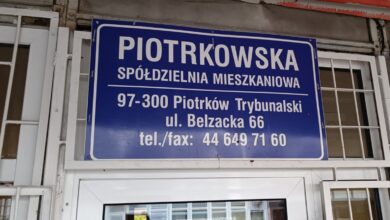 PIOTRKOWSKA
SPÓŁDZIELNIA MIESZKANIOWA
97-300 Piotrków Trybunalski
ul. Belzacka 66
tel./fax: 44 649 71 60